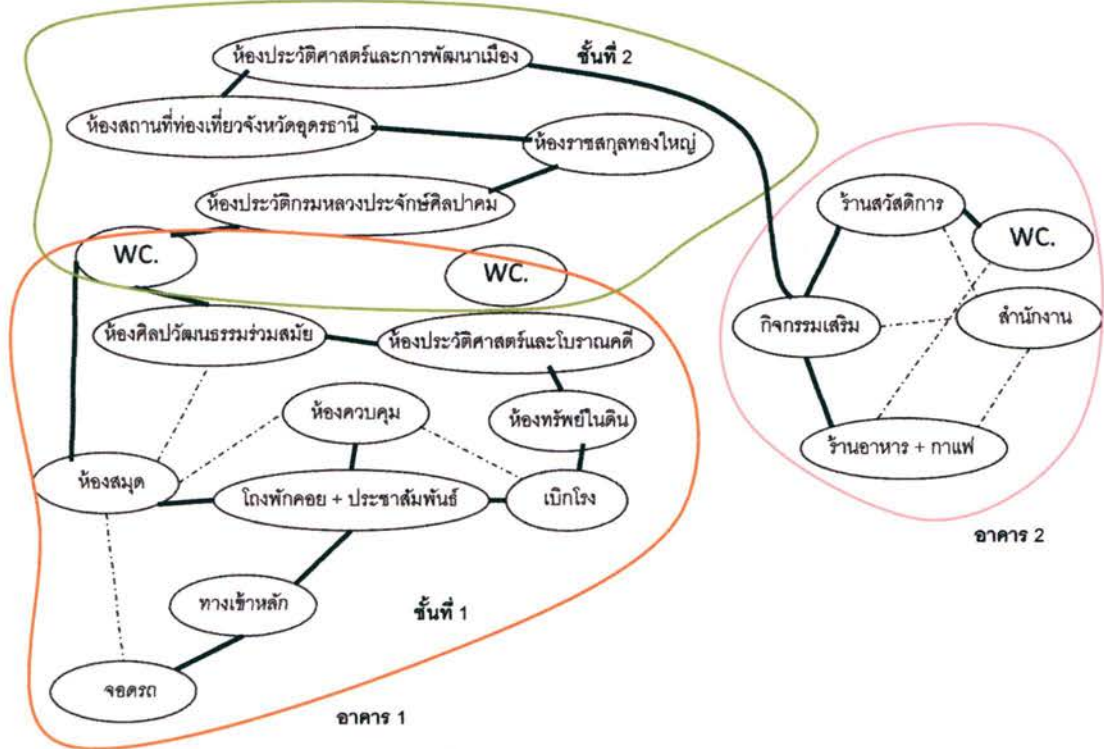 ห้องประวัติศาสตร์และการพัฒนาเมือง
ชั้นที่ 2
ห้องสถานที่ท่องเที่ยวจังหวัดอุดรธานี
ห้องราชสกุลทองใหญ่
ห้องประวัติกรมหลวงประจักษ์ศิลปาคม
ร้านสวัสดิการ
WC.
WC.
WC.
กิจกรรมเสริม
สำนักงาน
ห้องศิลปวัฒนธรรมร่วมสมัย
ห้องประวัติศาสตร์และโบราณคดี
ห้องควบคุม
ห้องทรัพย์ในดิน
ร้านอาหาร + กาแฟ
ห้องสมุด
โถงพักคอย + ประชาสัมพันธ์
เบิกโรง
อาคาร 2
ทางเข้าหลัก
ชั้นที่ 1
จอดรถ
อาคาร 1